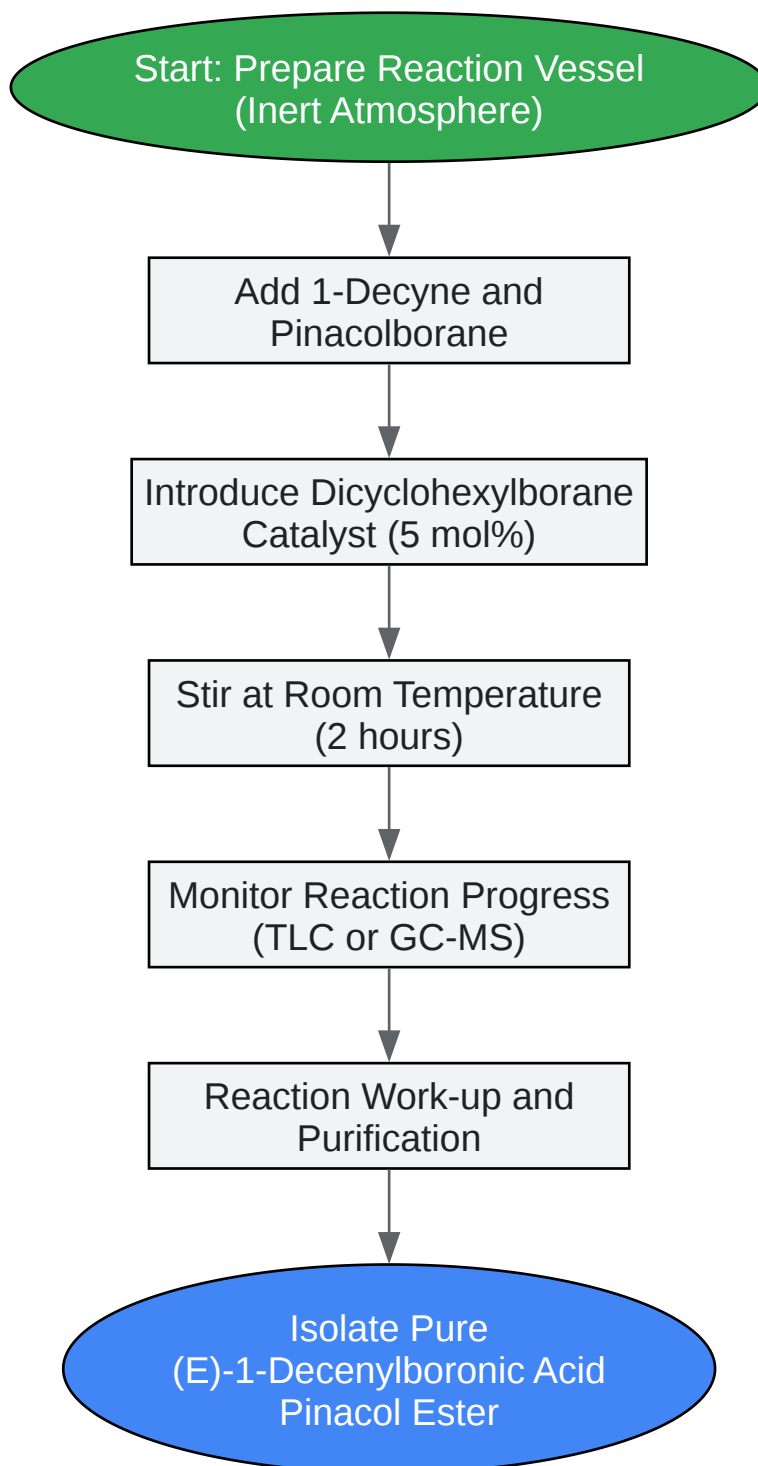 Start: Prepare Reaction Vessel
(Inert Atmosphere)
Add 1-Decyne and
Pinacolborane
Introduce Dicyclohexylborane
Catalyst (5 mol%)
Stir at Room Temperature
(2 hours)
Monitor Reaction Progress
(TLC or GC-MS)
Reaction Work-up and
Purification
Isolate Pure
(E)-1-Decenylboronic Acid
Pinacol Ester